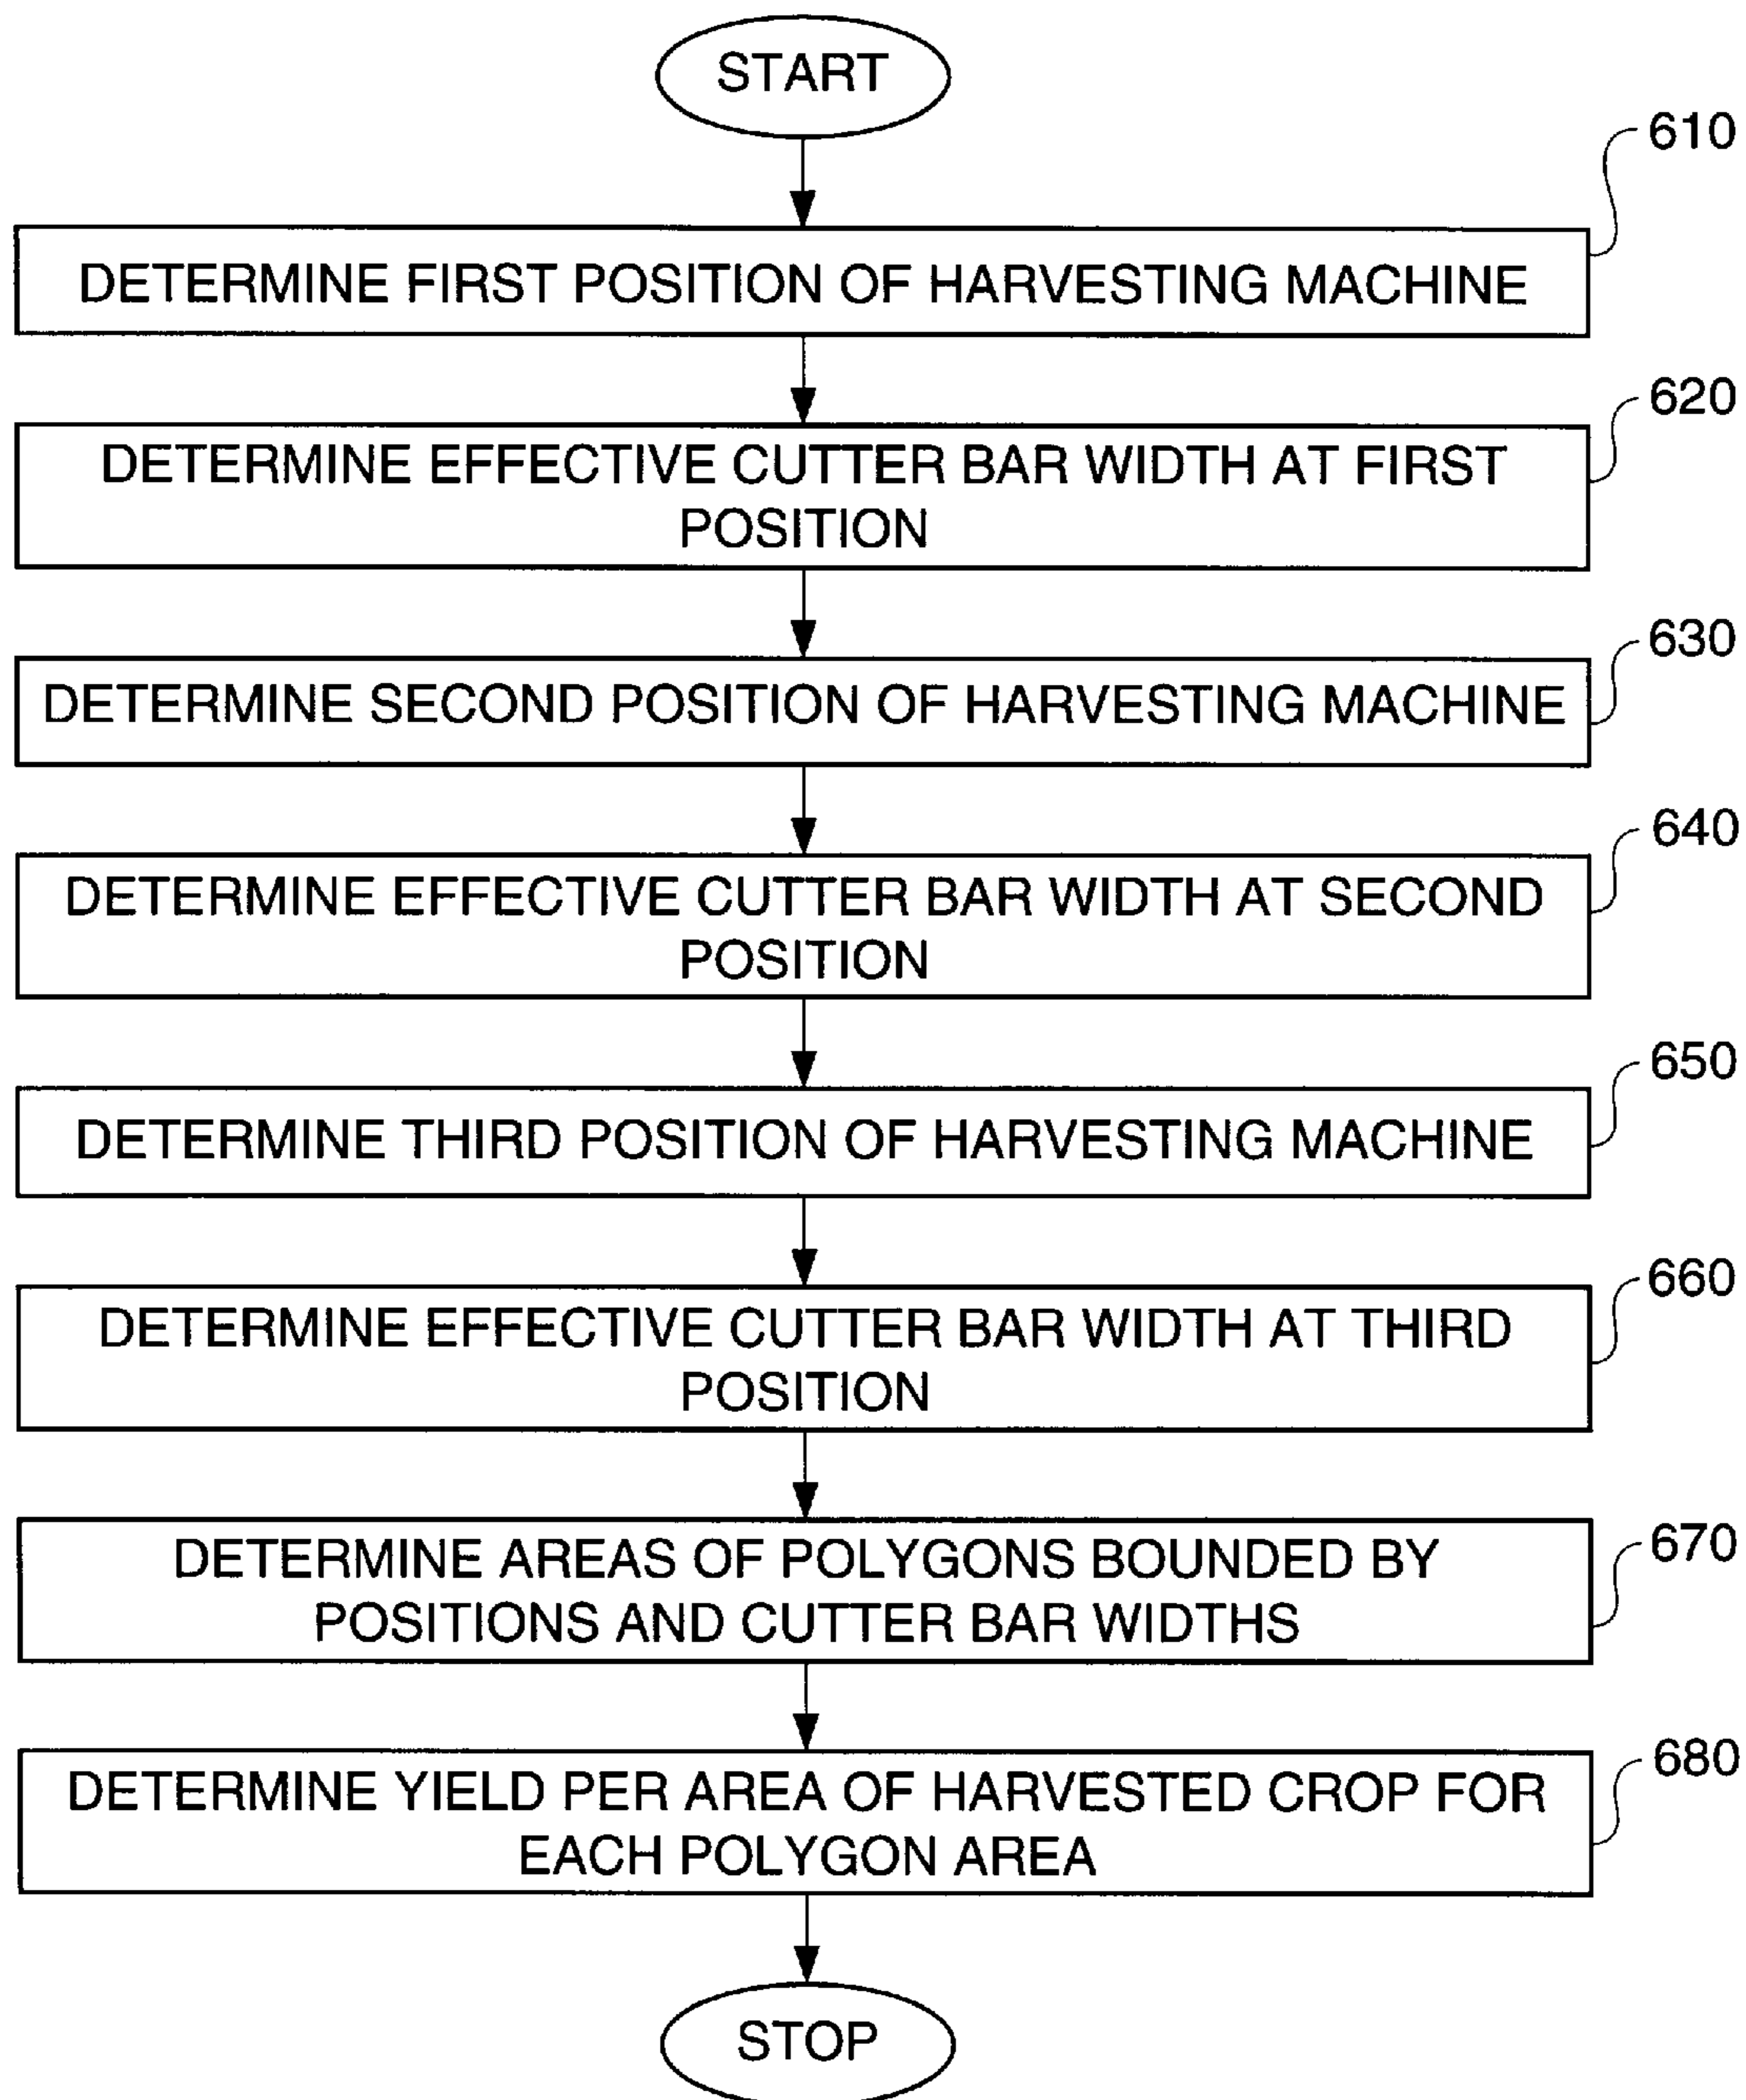 START
610
DETERMINE FIRST POSITION OF HARVESTING MACHINE
620
DETERMINE EFFECTIVE CUTTER BAR WIDTH AT FIRST
POSITION
630
DETERMINE SECOND POSITION OF HARVESTING MACHINE
640
DETERMINE EFFECTIVE CUTTER BAR WIDTH AT SECOND
POSITION
650
DETERMINE THIRD POSITION OF HARVESTING MACHINE
660
DETERMINE EFFECTIVE CUTTER BAR WIDTH AT THIRD
POSITION
670
DETERMINE AREAS OF POLYGONS BOUNDED BY
POSITIONS AND CUTTER BAR WIDTHS
680
DETERMINE YIELD PER AREA OF HARVESTED CROP FOR
EACH POLYGON AREA
STOP